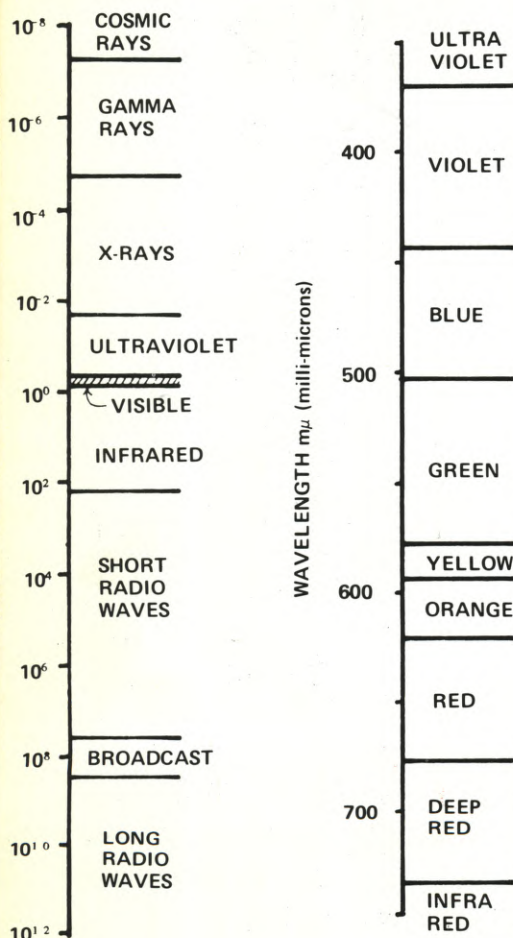 10⁻⁸
COSMIC
RAYS
GAMMA
RAYS
10⁻⁶
10⁻⁴
X-RAYS
10⁻²
ULTRAVIOLET
10⁰
VISIBLE
INFRARED
10²
SHORT
RADIO
WAVES
10⁴
10⁶
10⁸
BROADCAST
10¹⁰
LONG
RADIO
WAVES
10¹²
WAVELENGTH mμ (milli-microns)
ULTRA
VIOLET
400
VIOLET
BLUE
500
GREEN
YELLOW
600
ORANGE
RED
700
DEEP
RED
INFRA
RED